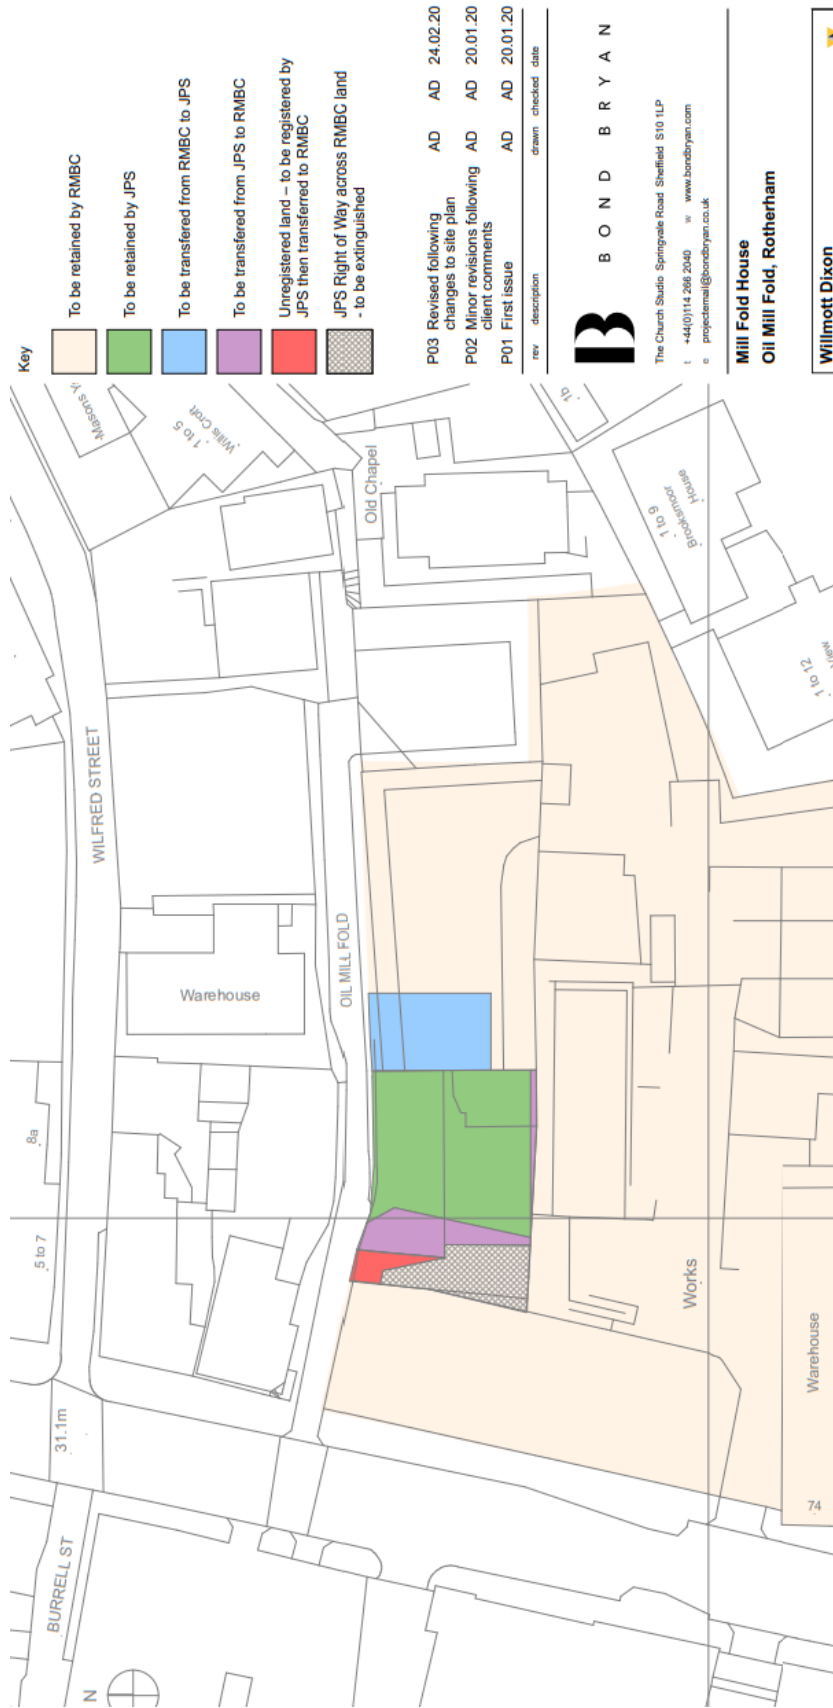 Key
To be retained by RMBC
To be retained by JPS
To be transfered from RMBC to JPS
To be transfered from JPS to RMBC
Unregistered land – to be registered by
JPS then transferred to RMBC
JPS Right of Way across RMBC land
- to be extinguished
P03 Revised following changes to site plan AD AD 24.02.20
P02 Minor revisions following client comments AD AD 20.01.20
P01 First issue AD AD 20.01.20
rev description drawn checked date
B
BOND BRYAN
The Church Studio Springvale Road Sheffield S10 1LP
t +44(0)114 266 2040 w www.bondbryan.com
e projectemail@bondbryan.co.uk
Mill Fold House
Oil Mill Fold, Rotherham
Willmott Dixon
BURRELL ST
31.1m
5 to 7
8a
WILFRED STREET
Masons
1 to 5
Willis Croft
Warehouse
OIL MILL FOLD
Old Chapel
1b
1 to 9
Brooksmoor
House
1 to 12
View
Works
Warehouse
74
N